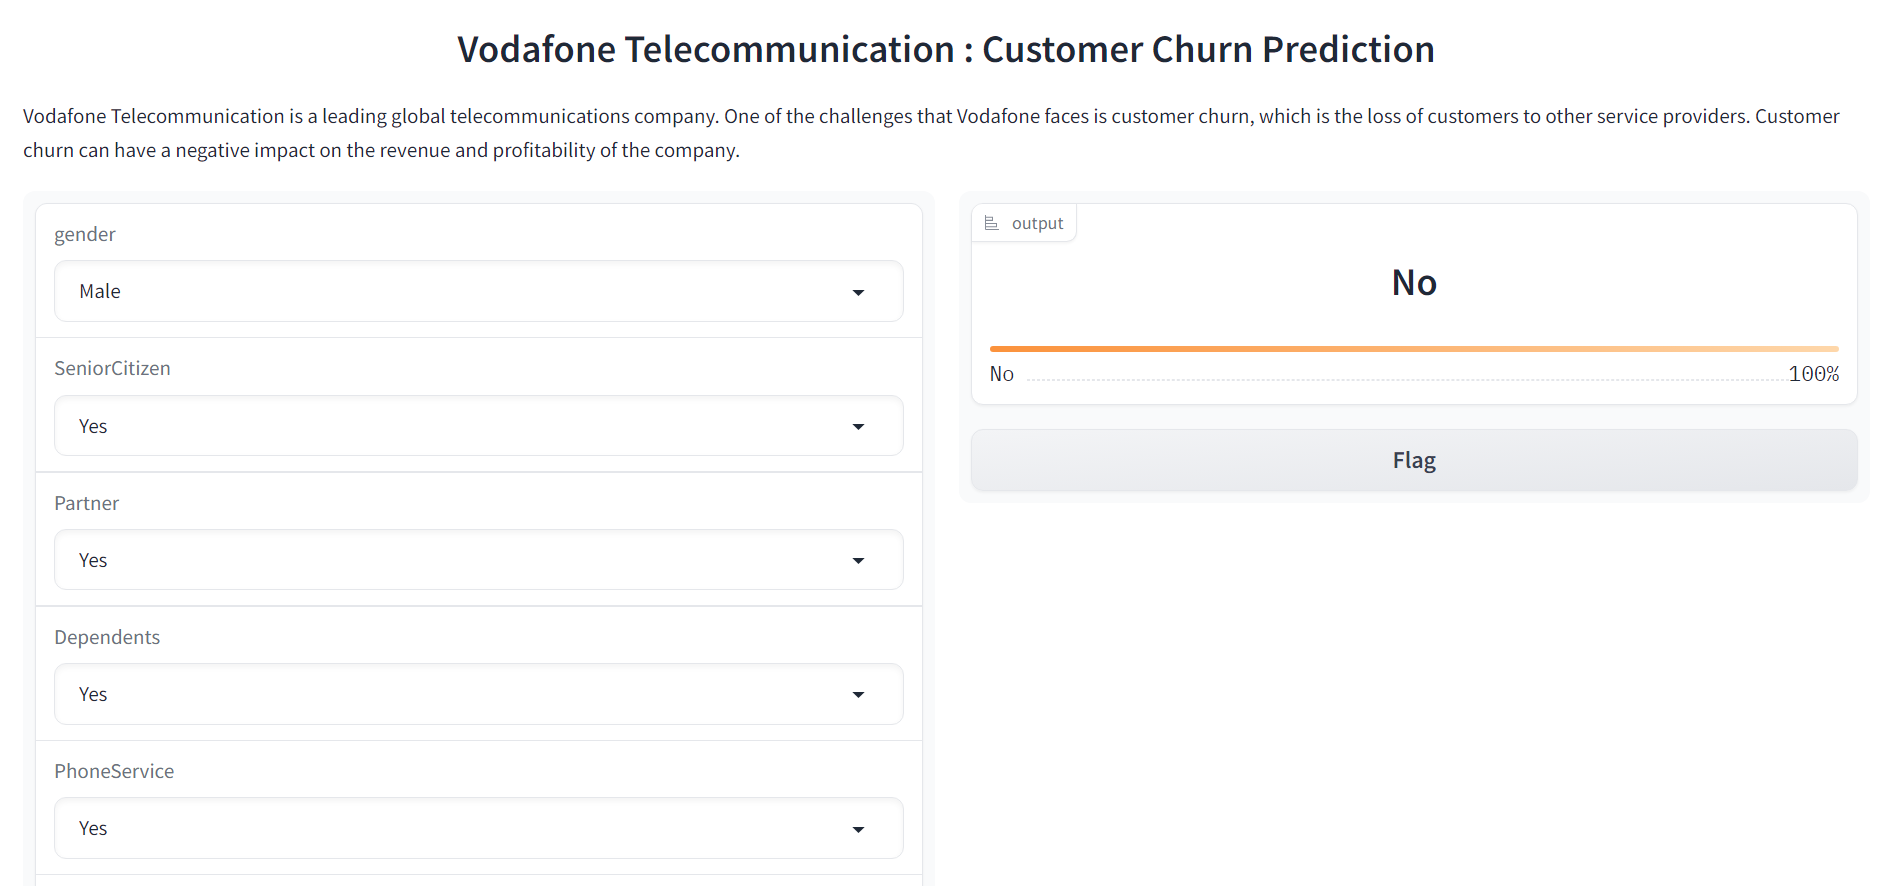 Vodafone Telecommunication : Customer Churn Prediction
Vodafone Telecommunication is a leading global telecommunications company. One of the challenges that Vodafone faces is customer churn, which is the loss of customers to other service providers. Customer
churn can have a negative impact on the revenue and profitability of the company.
gender
Male
SeniorCitizen
Yes
Partner
Yes
Dependents
Yes
PhoneService
Yes
output
No
No 100%
Flag